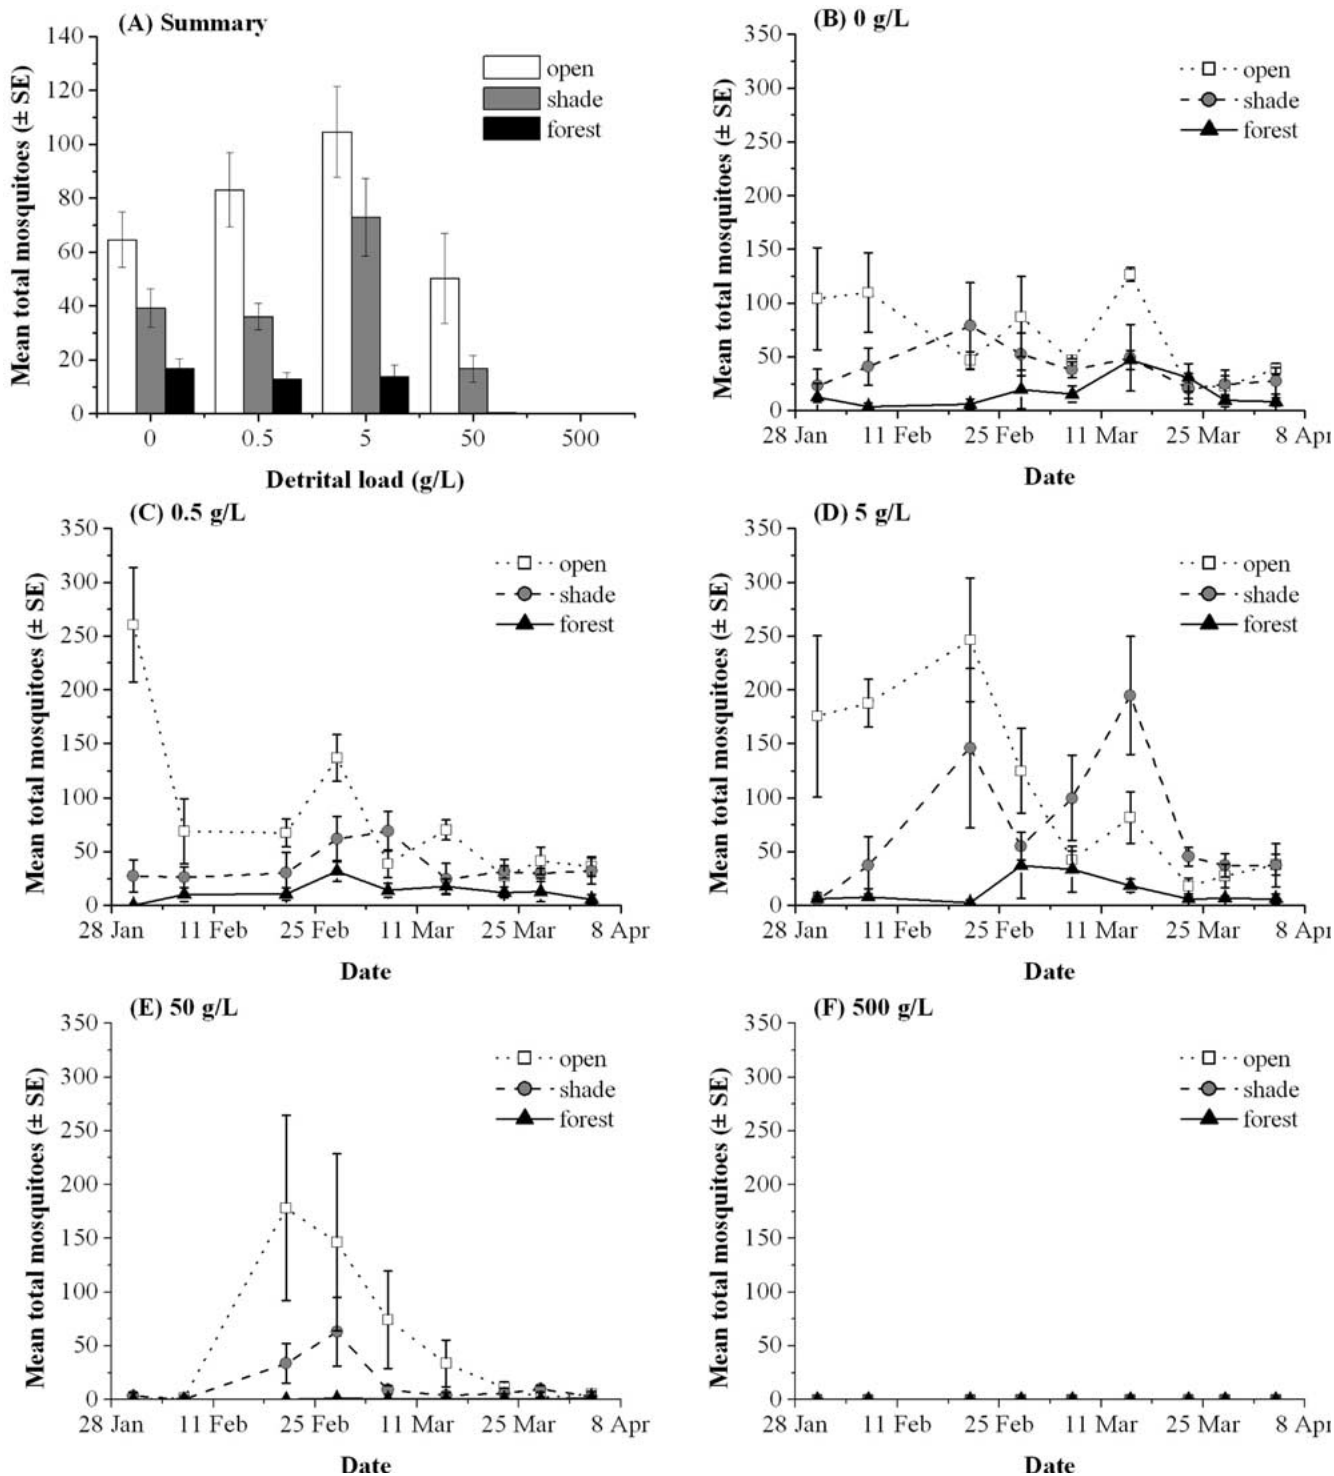 (A) Summary
Mean total mosquitoes (± SE)
140
120
100
80
60
40
20
0
open
shade
forest
0 0.5 5 50 500
Detrital load (g/L)
(B) 0 g/L
Mean total mosquitoes (± SE)
350
300
250
200
150
100
50
0
open
shade
forest
28 Jan 11 Feb 25 Feb 11 Mar 25 Mar 8 Apr
Date
(C) 0.5 g/L
Mean total mosquitoes (± SE)
350
300
250
200
150
100
50
0
open
shade
forest
28 Jan 11 Feb 25 Feb 11 Mar 25 Mar 8 Apr
Date
(D) 5 g/L
Mean total mosquitoes (± SE)
350
300
250
200
150
100
50
0
open
shade
forest
28 Jan 11 Feb 25 Feb 11 Mar 25 Mar 8 Apr
Date
(E) 50 g/L
Mean total mosquitoes (± SE)
350
300
250
200
150
100
50
0
open
shade
forest
28 Jan 11 Feb 25 Feb 11 Mar 25 Mar 8 Apr
Date
(F) 500 g/L
Mean total mosquitoes (± SE)
350
300
250
200
150
100
50
0
open
shade
forest
28 Jan 11 Feb 25 Feb 11 Mar 25 Mar 8 Apr
Date